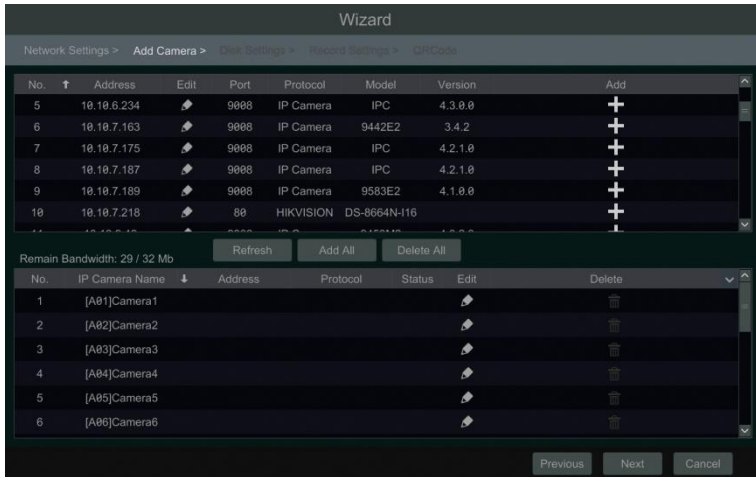 Wizard
Network Settings > Add Camera > Disk Settings > Record Settings > QRCode
No. ↑ Address Edit Port Protocol Model Version Add
5 10.10.6.234 9008 IP Camera IPC 4.3.0.0
6 10.10.7.163 9008 IP Camera 9442E2 3.4.2
7 10.10.7.175 9008 IP Camera IPC 4.2.1.0
8 10.10.7.187 9008 IP Camera IPC 4.2.1.0
9 10.10.7.189 9008 IP Camera 9583E2 4.1.0.0
10 10.10.7.218 80 HIKVISION DS-8664N-I16
Refresh Add All Delete All
Remain Bandwidth: 29 / 32 Mb
No. IP Camera Name ↓ Address Protocol Status Edit Delete
1 [A01]Camera1
2 [A02]Camera2
3 [A03]Camera3
4 [A04]Camera4
5 [A05]Camera5
6 [A06]Camera6
Previous Next Cancel